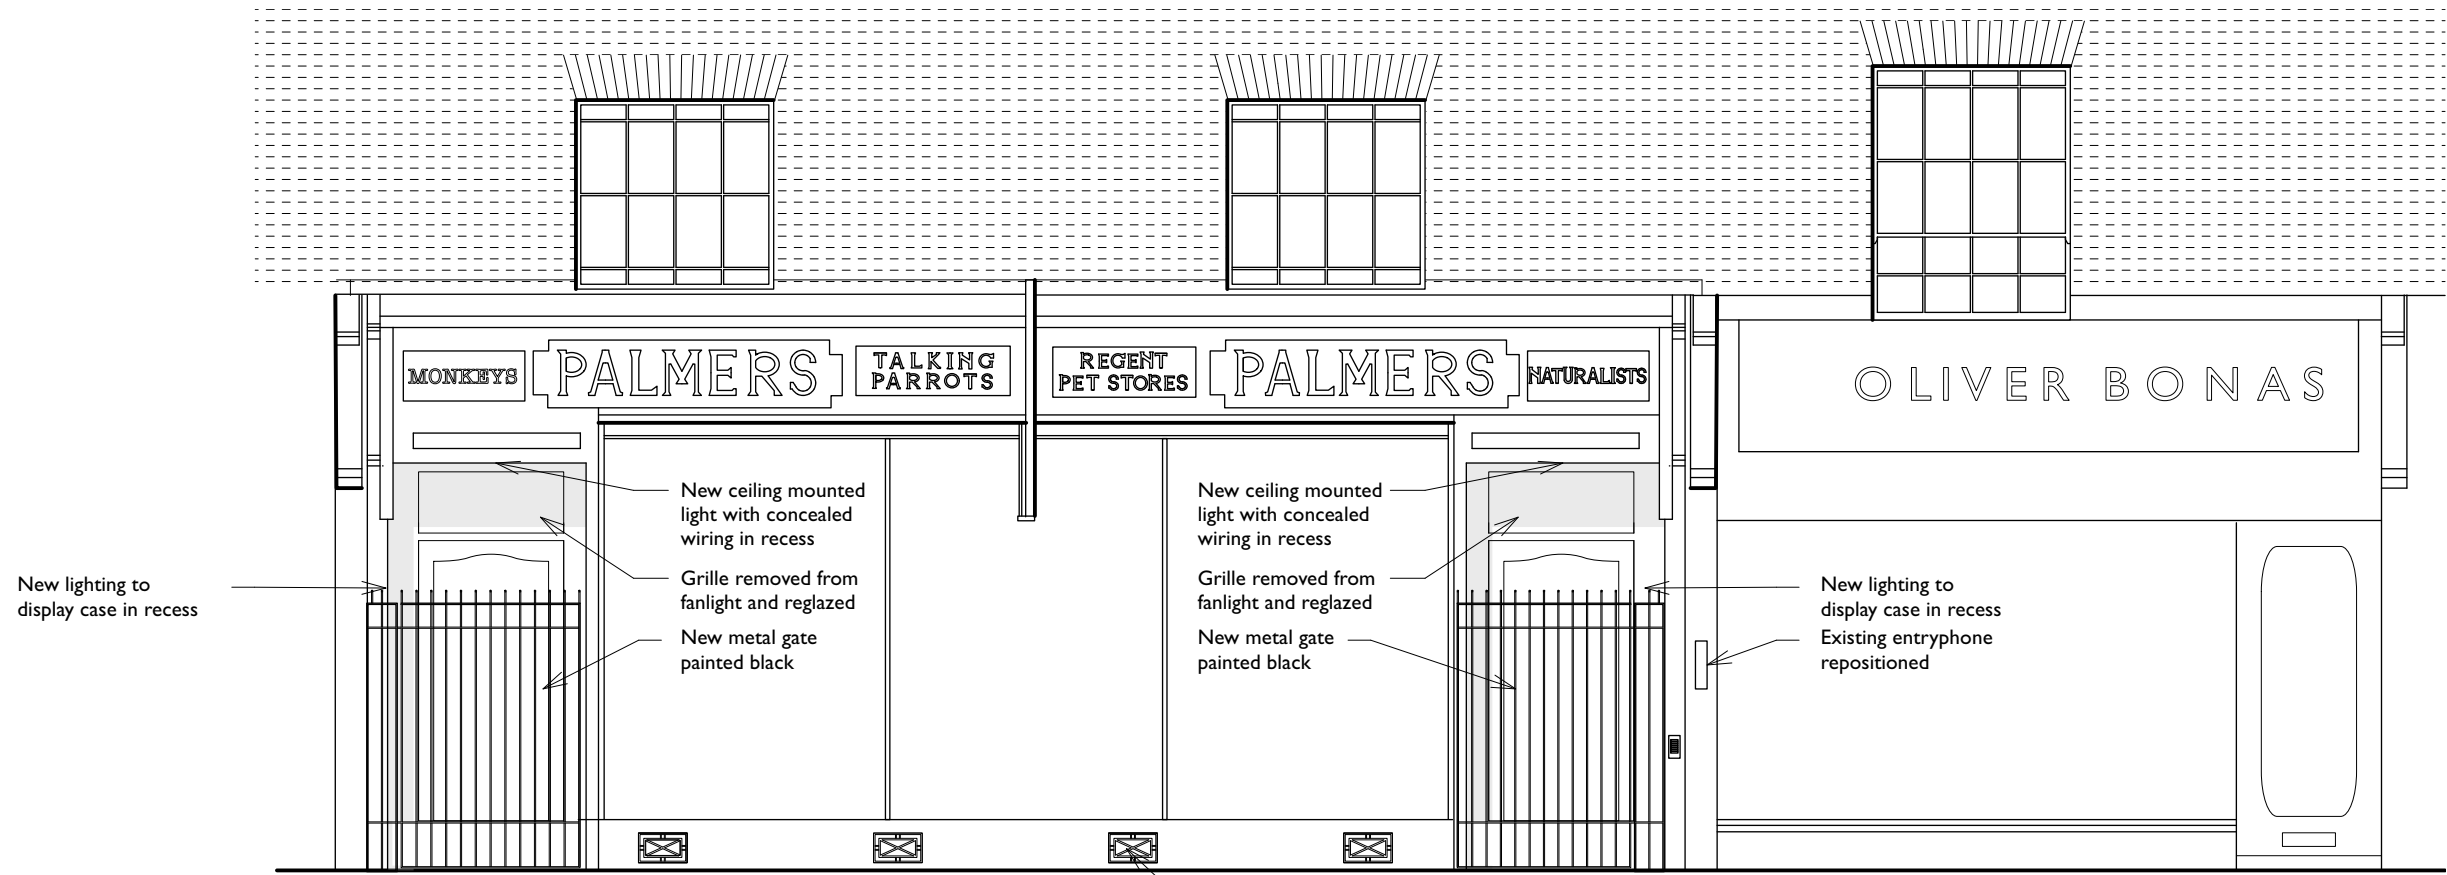 MONKEYS
PALMERS
TALKING
PARROTS
REGENT
PET STORES
PALMERS
NATURALISTS
OLIVER BONAS
New ceiling mounted
light with concealed
wiring in recess
Grille removed from
fanlight and reglazed
New metal gate
painted black
New ceiling mounted
light with concealed
wiring in recess
Grille removed from
fanlight and reglazed
New metal gate
painted black
New lighting to
display case in recess
New lighting to
display case in recess
Existing entryphone
repositioned